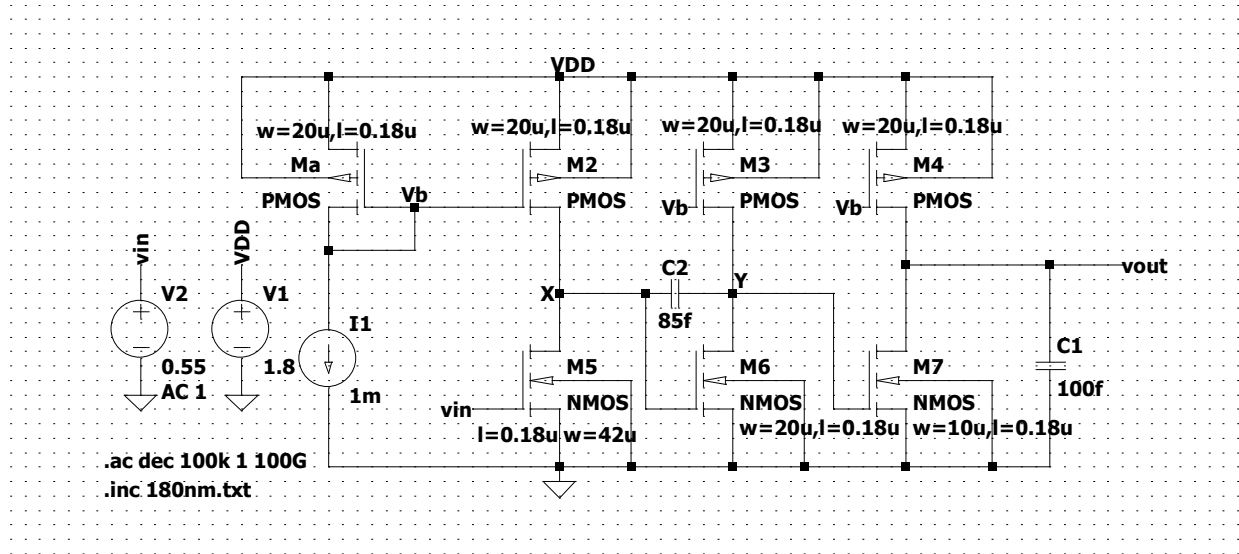 VDD
w=20u,l=0.18u
w=20u,l=0.18u
w=20u,l=0.18u
w=20u,l=0.18u
Ma
M2
M3
M4
PMOS
Vb
PMOS
Vb
PMOS
Vb
PMOS
vin
VDD
V2
V1
X
C2
Y
vout
85f
I1
0.55
1.8
AC 1
1m
M5
M6
M7
C1
NMOS
NMOS
NMOS
100f
vin
l=0.18u w=42u
w=20u,l=0.18u
w=10u,l=0.18u
.ac dec 100k 1 100G
.inc 180nm.txt